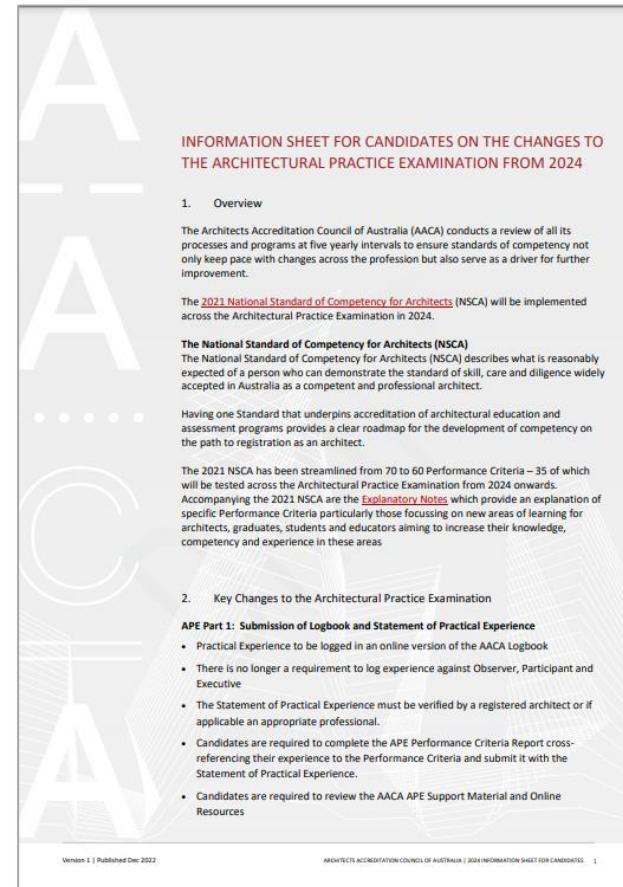 A
A
C
A
INFORMATION SHEET FOR CANDIDATES ON THE CHANGES TO
THE ARCHITECTURAL PRACTICE EXAMINATION FROM 2024
1. Overview
The Architects Accreditation Council of Australia (AACA) conducts a review of all its
processes and programs at five yearly intervals to ensure standards of competency not
only keep pace with changes across the profession but also serve as a driver for further
improvement.
The 2021 National Standard of Competency for Architects (NSCA) will be implemented
across the Architectural Practice Examination in 2024.
The National Standard of Competency for Architects (NSCA)
The National Standard of Competency for Architects (NSCA) describes what is reasonably
expected of a person who can demonstrate the standard of skill, care and diligence widely
accepted in Australia as a competent and professional architect.
Having one Standard that underpins accreditation of architectural education and
assessment programs provides a clear roadmap for the development of competency on
the path to registration as an architect.
The 2021 NSCA has been streamlined from 70 to 60 Performance Criteria – 35 of which
will be tested across the Architectural Practice Examination from 2024 onwards.
Accompanying the 2021 NSCA are the Explanatory Notes which provide an explanation of
specific Performance Criteria particularly those focussing on new areas of learning for
architects, graduates, students and educators aiming to increase their knowledge,
competency and experience in these areas
2. Key Changes to the Architectural Practice Examination
APE Part 1: Submission of Logbook and Statement of Practical Experience
• Practical Experience to be logged in an online version of the AACA Logbook
• There is no longer a requirement to log experience against Observer, Participant and
Executive
• The Statement of Practical Experience must be verified by a registered architect or if
applicable an appropriate professional.
• Candidates are required to complete the APE Performance Criteria Report cross-
referencing their experience to the Performance Criteria and submit it with the
Statement of Practical Experience.
• Candidates are required to review the AACA APE Support Material and Online
Resources
Version 1 | Published Dec 2022
ARCHITECTS ACCREDITATION COUNCIL OF AUSTRALIA | 2024 INFORMATION SHEET FOR CANDIDATES 1